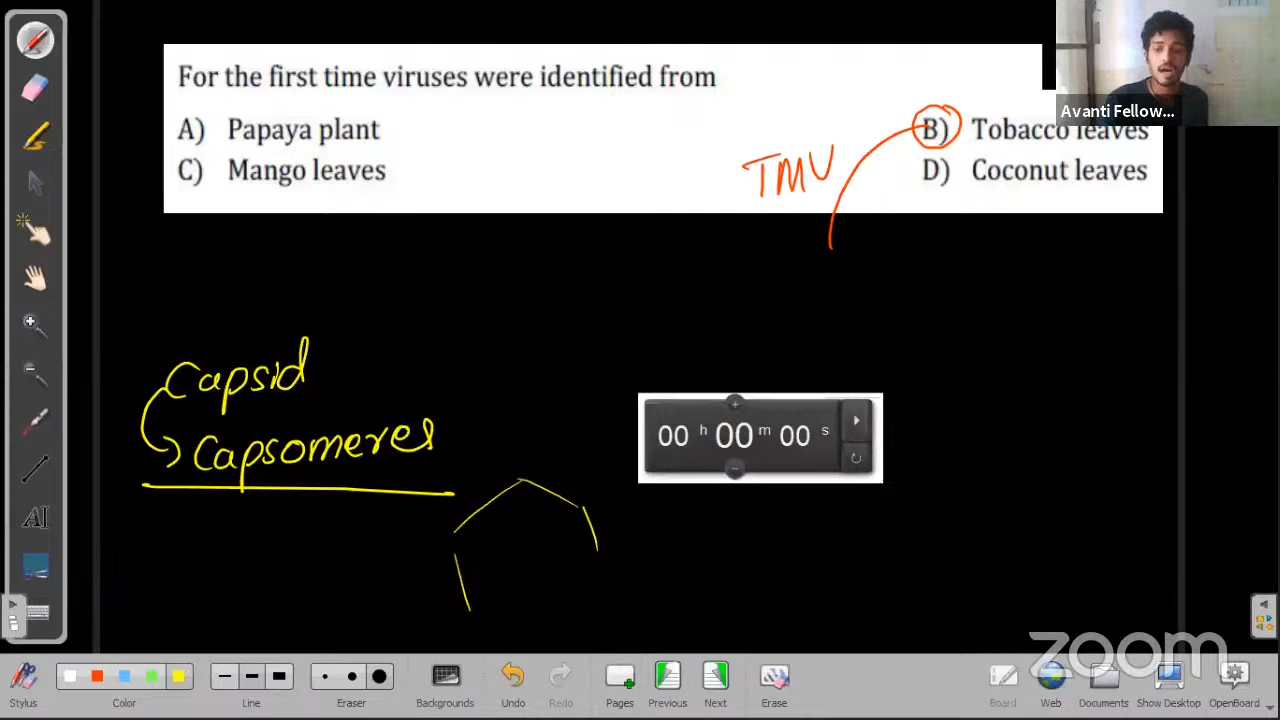 For the first time viruses were identified from
A) Papaya plant
B) Tobacco leaves
C) Mango leaves
D) Coconut leaves
TMV
Capsid
Capsomeres
00 h 00 m 00 s
Avanti Fellow...
AI
zoom
Stylus
Color
Line
Eraser
Backgrounds
Undo
Redo
Pages
Previous
Next
Erase
Board
Web
Documents
Show Desktop
OpenBoard